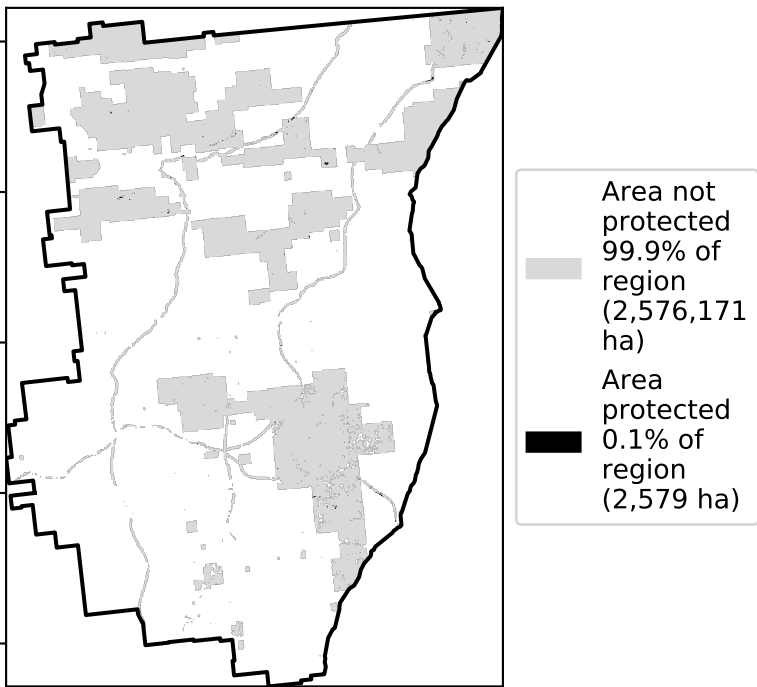 Area not
protected
99.9% of
region
(2,576,171
ha)
Area
protected
0.1% of
region
(2,579 ha)